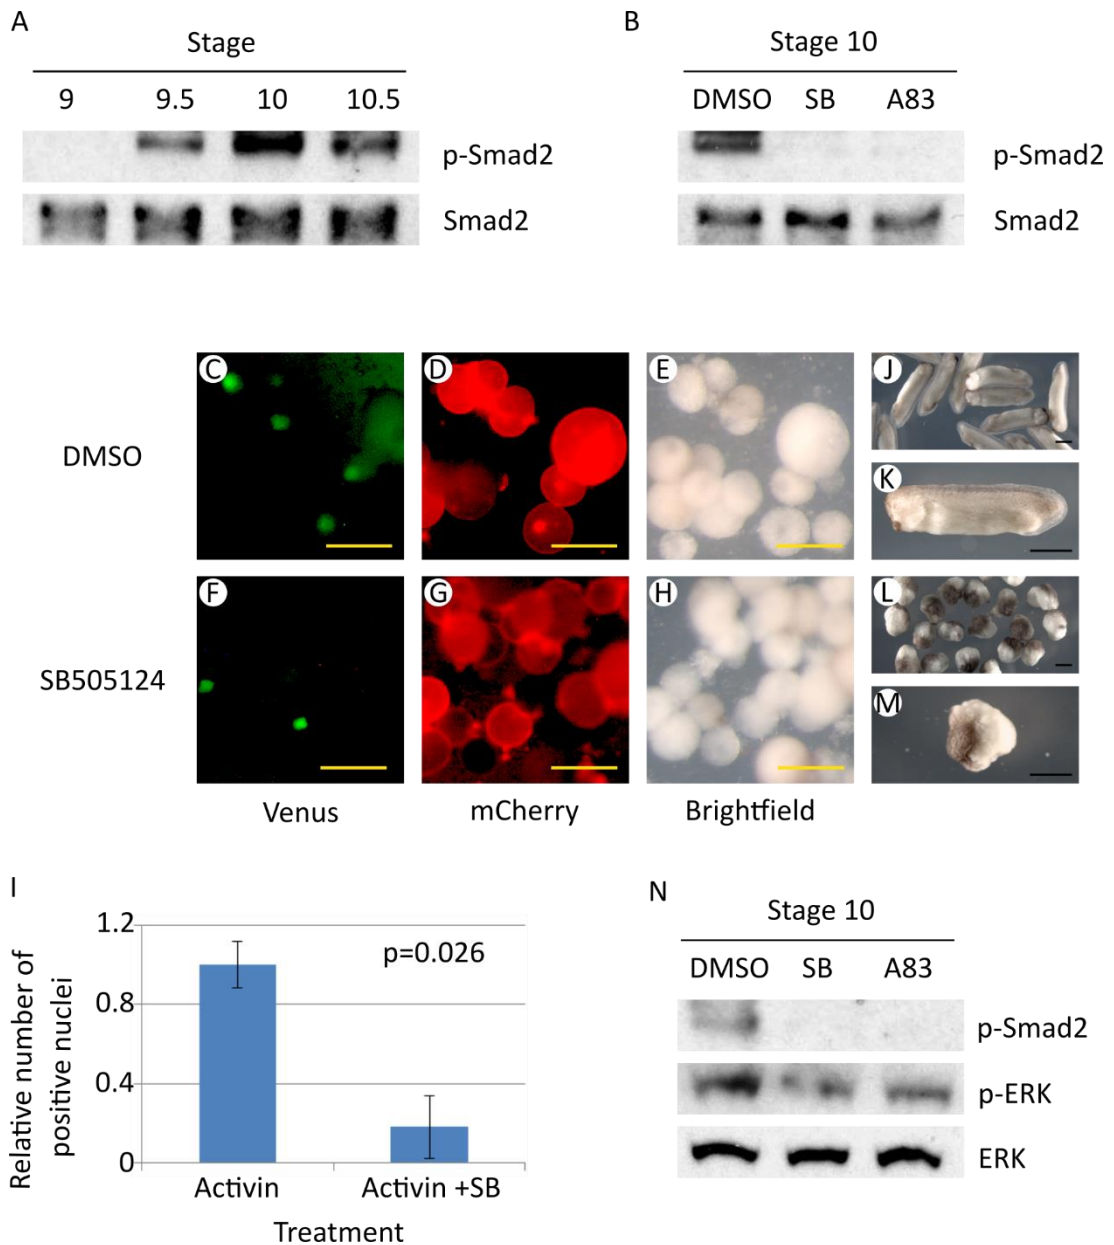 A
Stage
9 9.5 10 10.5
p-Smad2
Smad2
B
Stage 10
DMSO SB A83
p-Smad2
Smad2
DMSO
C D E J
K
SB505124
F G H L
M
Venus mCherry Brightfield
I
Relative number of
positive nuclei
1.2
0.8
0.4
0
p=0.026
Activin Activin +SB
Treatment
N
Stage 10
DMSO SB A83
p-Smad2
p-ERK
ERK